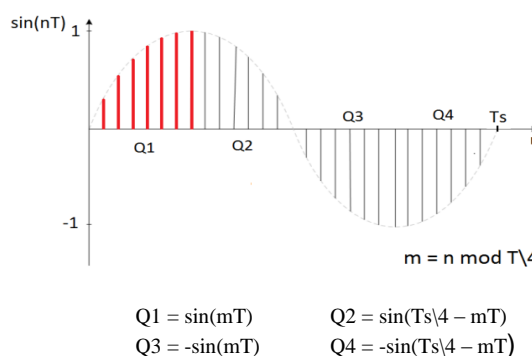 sin(nT)
1
Q3
Q4
Ts
Q1
Q2
-1
m = n mod T\4
Q1 = sin(mT) Q2 = sin(Ts\4 – mT)
Q3 = -sin(mT) Q4 = -sin(Ts\4 – mT)